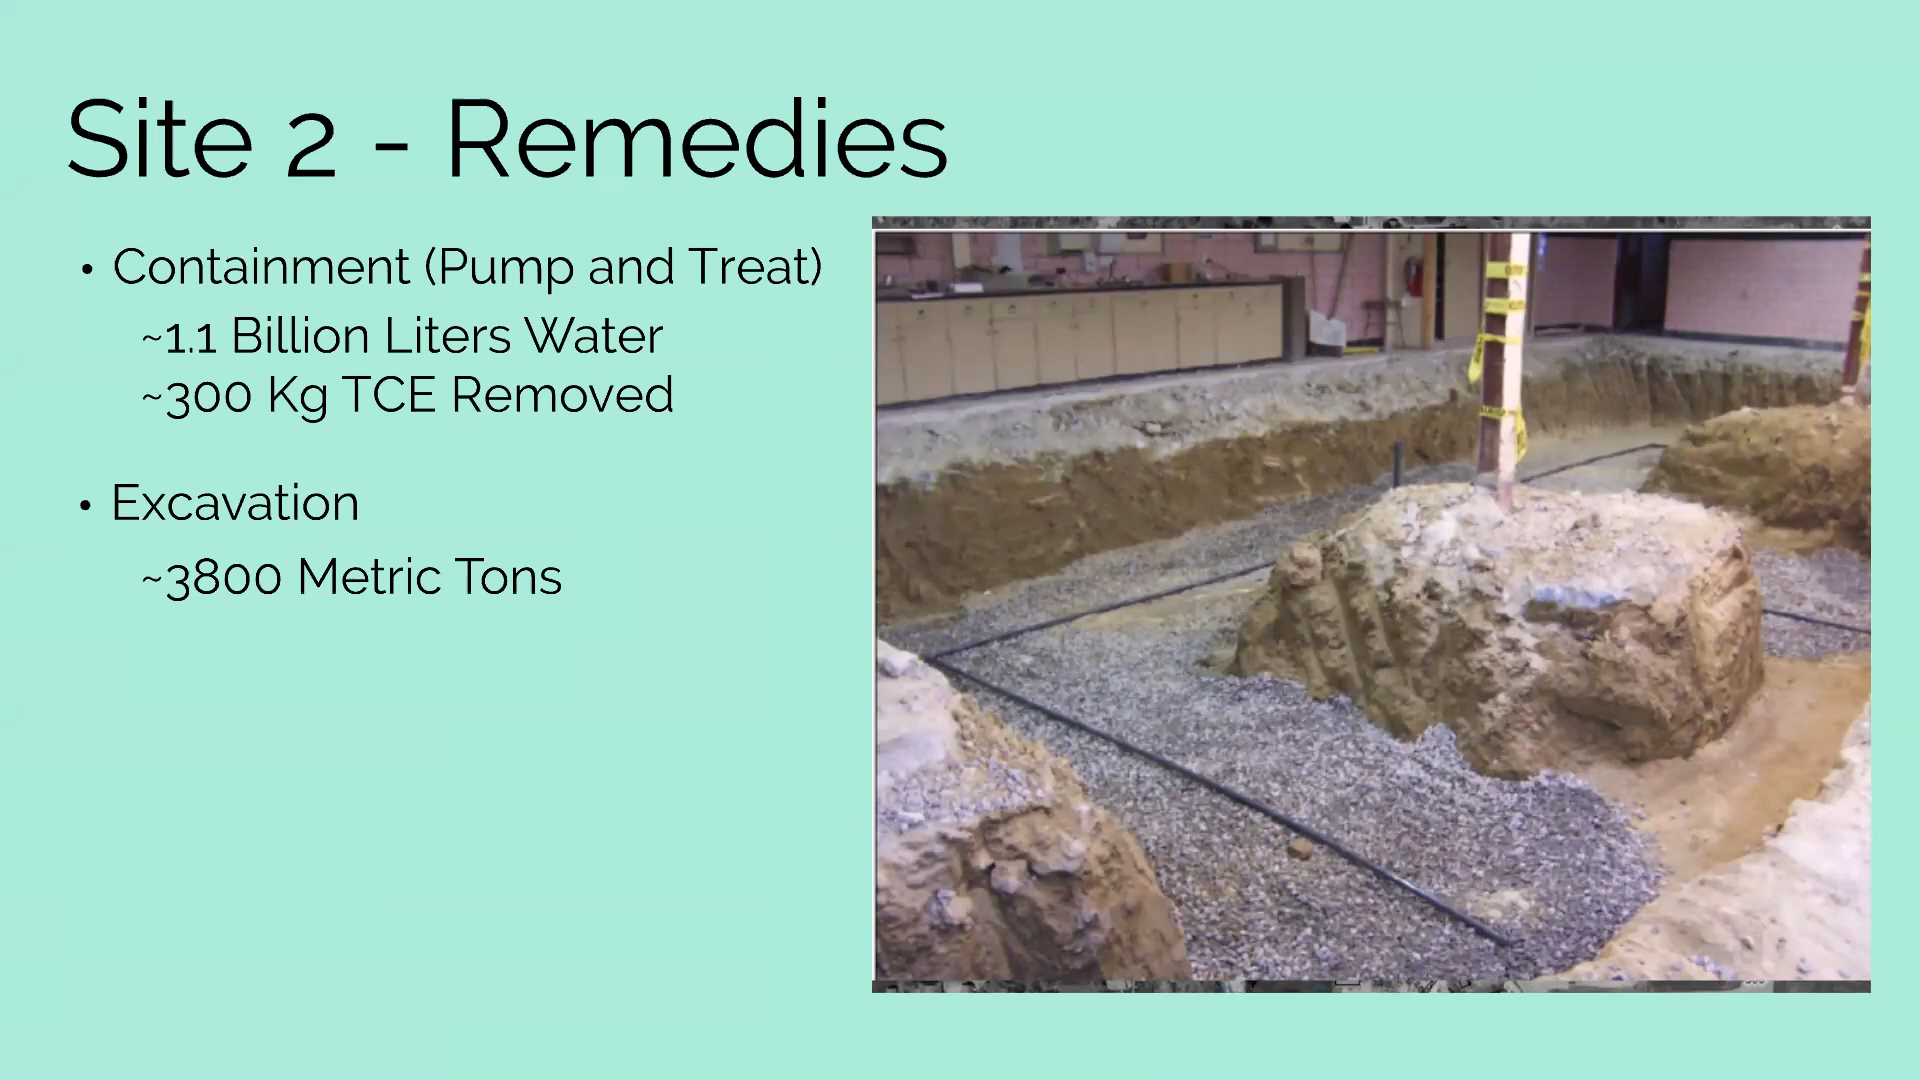 Site 2 - Remedies
• Containment (Pump and Treat)
~1.1 Billion Liters Water
~300 Kg TCE Removed
• Excavation
~3800 Metric Tons